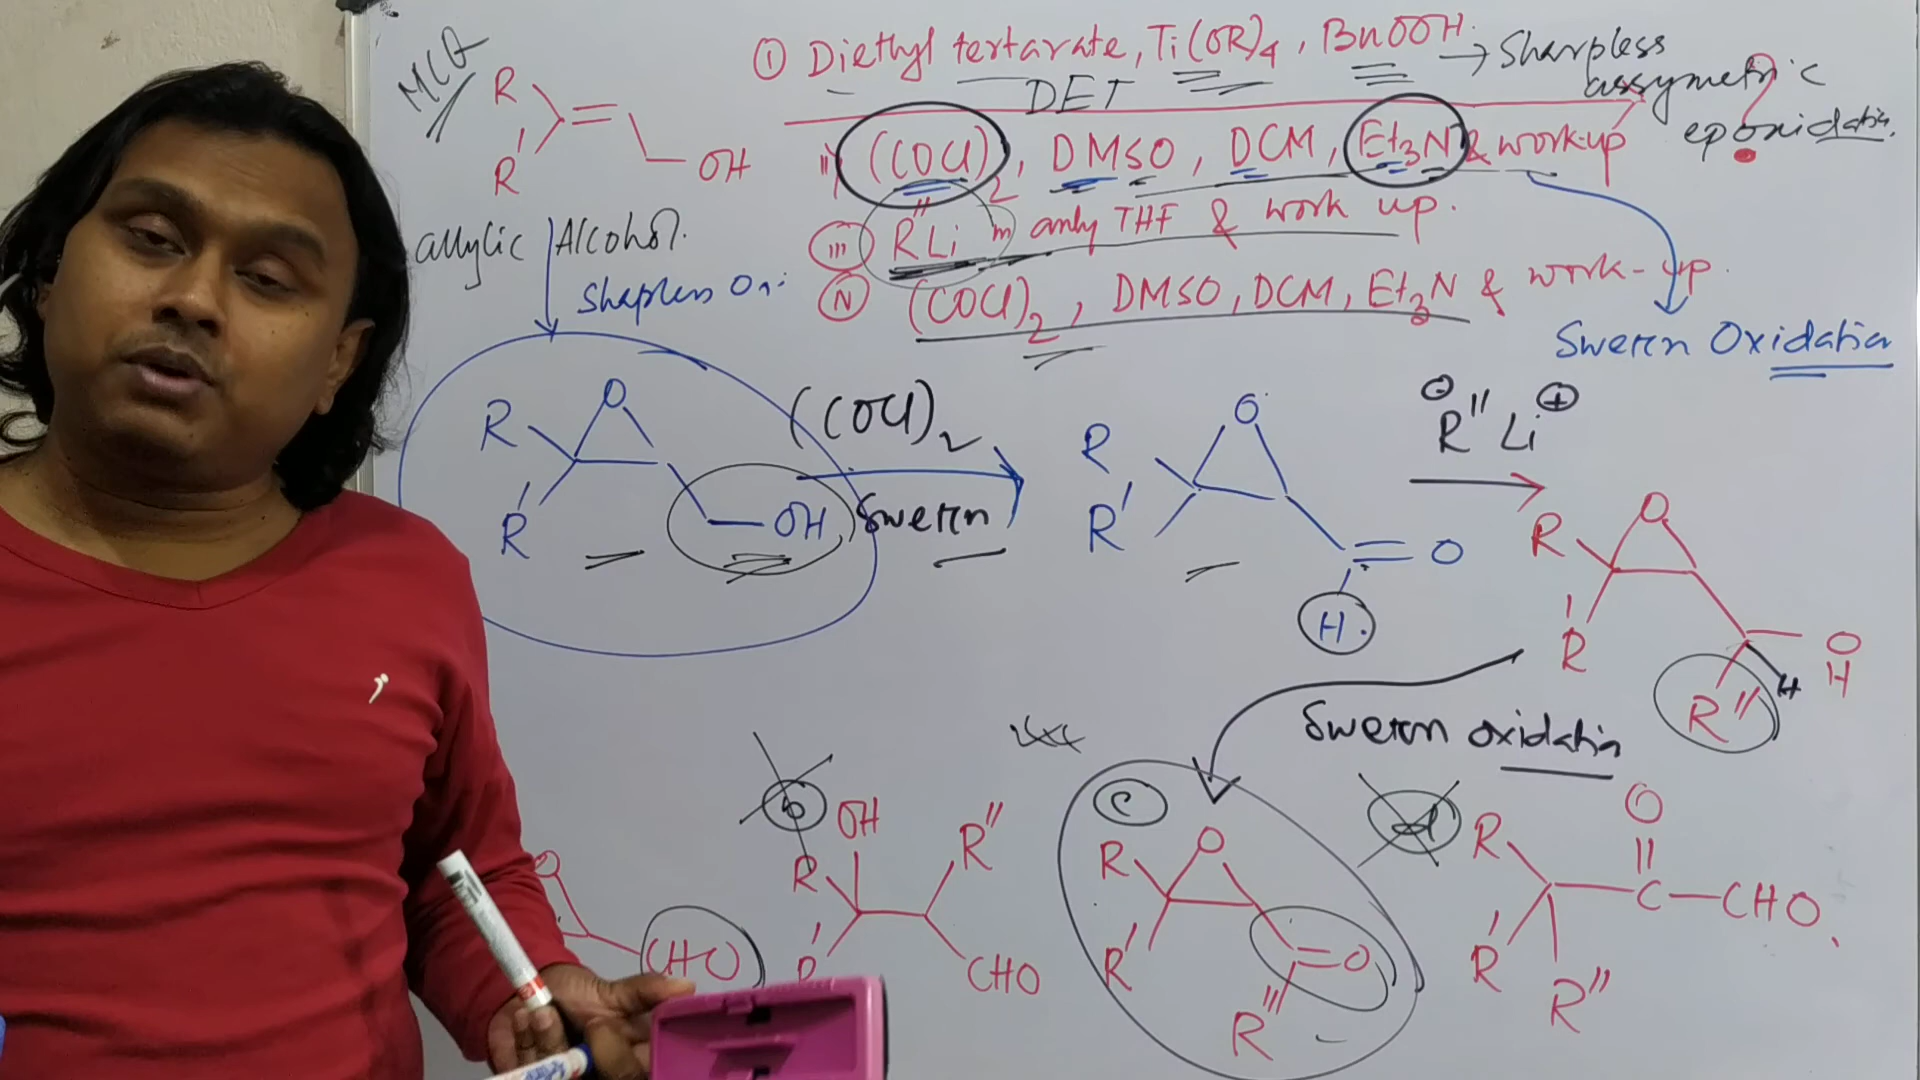 MCQ
① Diethyl tertarate, Ti(OR)4, BnOOH. → Sharpless
DET
assymetric
epoxidation.
?
ii) (COCl)2, DMSO, DCM, Et3N & work-up
iii R"Li in only THF & work up.
IV (COCl)2, DMSO, DCM, Et3N & work-up.
Swern Oxidation
R
R'
OH
allylic Alcohol.
Shapless Oxi:
R
R'
O
OH
(COCl)2
Swern
R
R'
O
O
H.
⊖ R"Li ⊕
R
R'
O
OH
H
R"
Swern oxidation
O
CHO
b
OH
R
R'
R"
CHO
c
R
R'
O
O
R"
d
R
R'
R"
O
C-CHO.